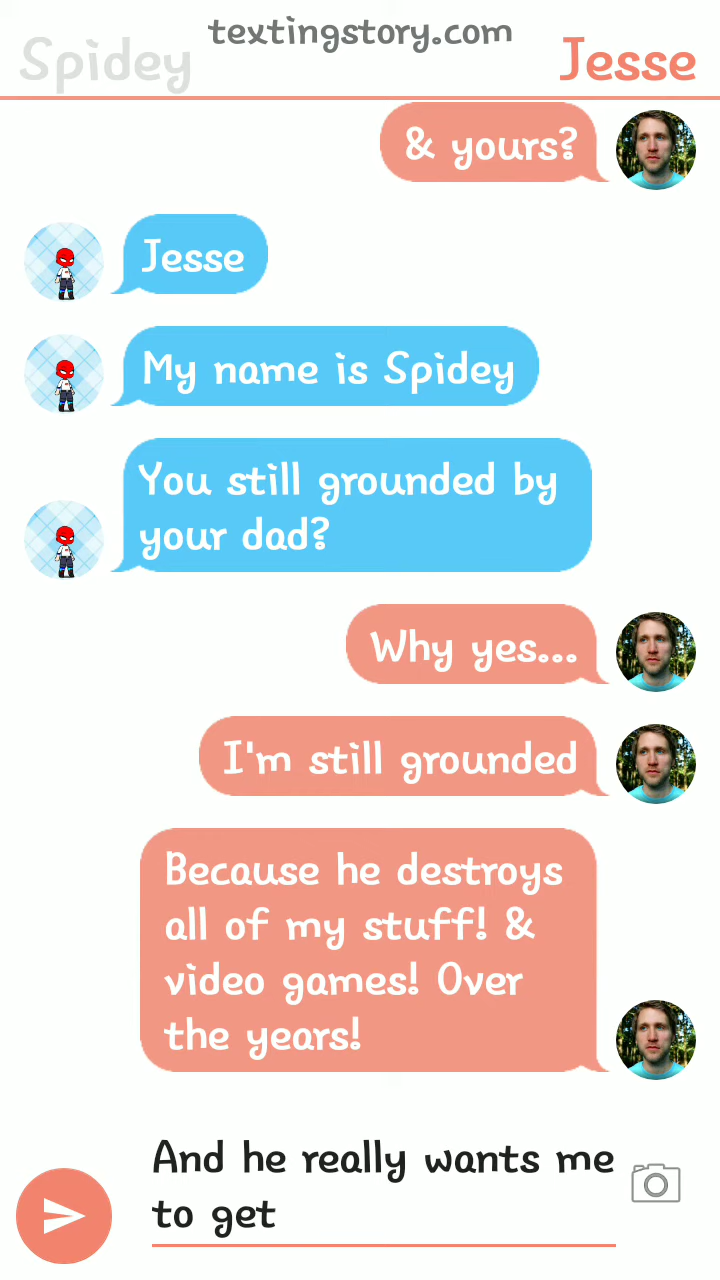 textingstory.com
Spidey
Jesse
& yours?
Jesse
My name is Spidey
You still grounded by
your dad?
Why yes...
I'm still grounded
Because he destroys
all of my stuff! &
video games! Over
the years!
And he really wants me
to get